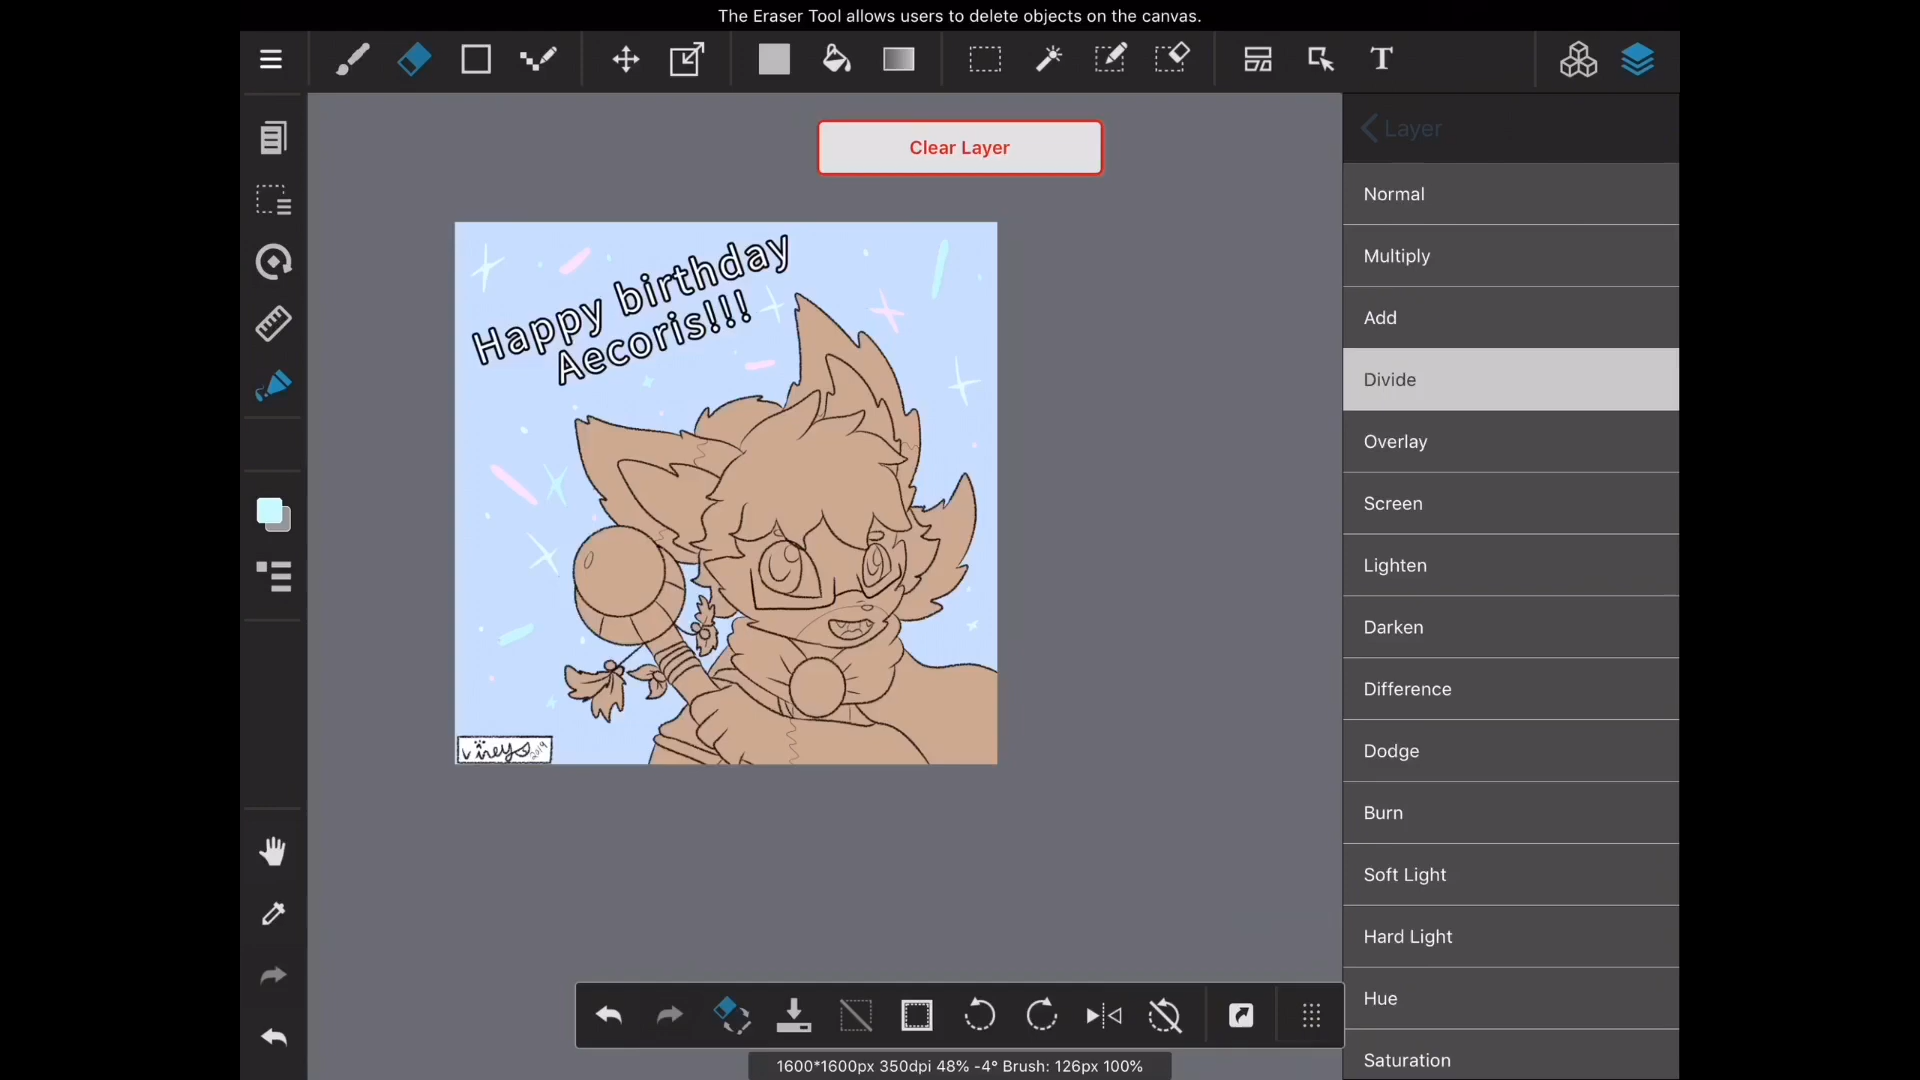 The Eraser Tool allows users to delete objects on the canvas.
T
Clear Layer
Layer
Normal
Multiply
Add
Divide
Overlay
Screen
Lighten
Darken
Difference
Dodge
Burn
Soft Light
Hard Light
Hue
Saturation
Happy birthday
Aecoris!!!
vireys 2019
1600*1600px 350dpi 48% -4° Brush: 126px 100%